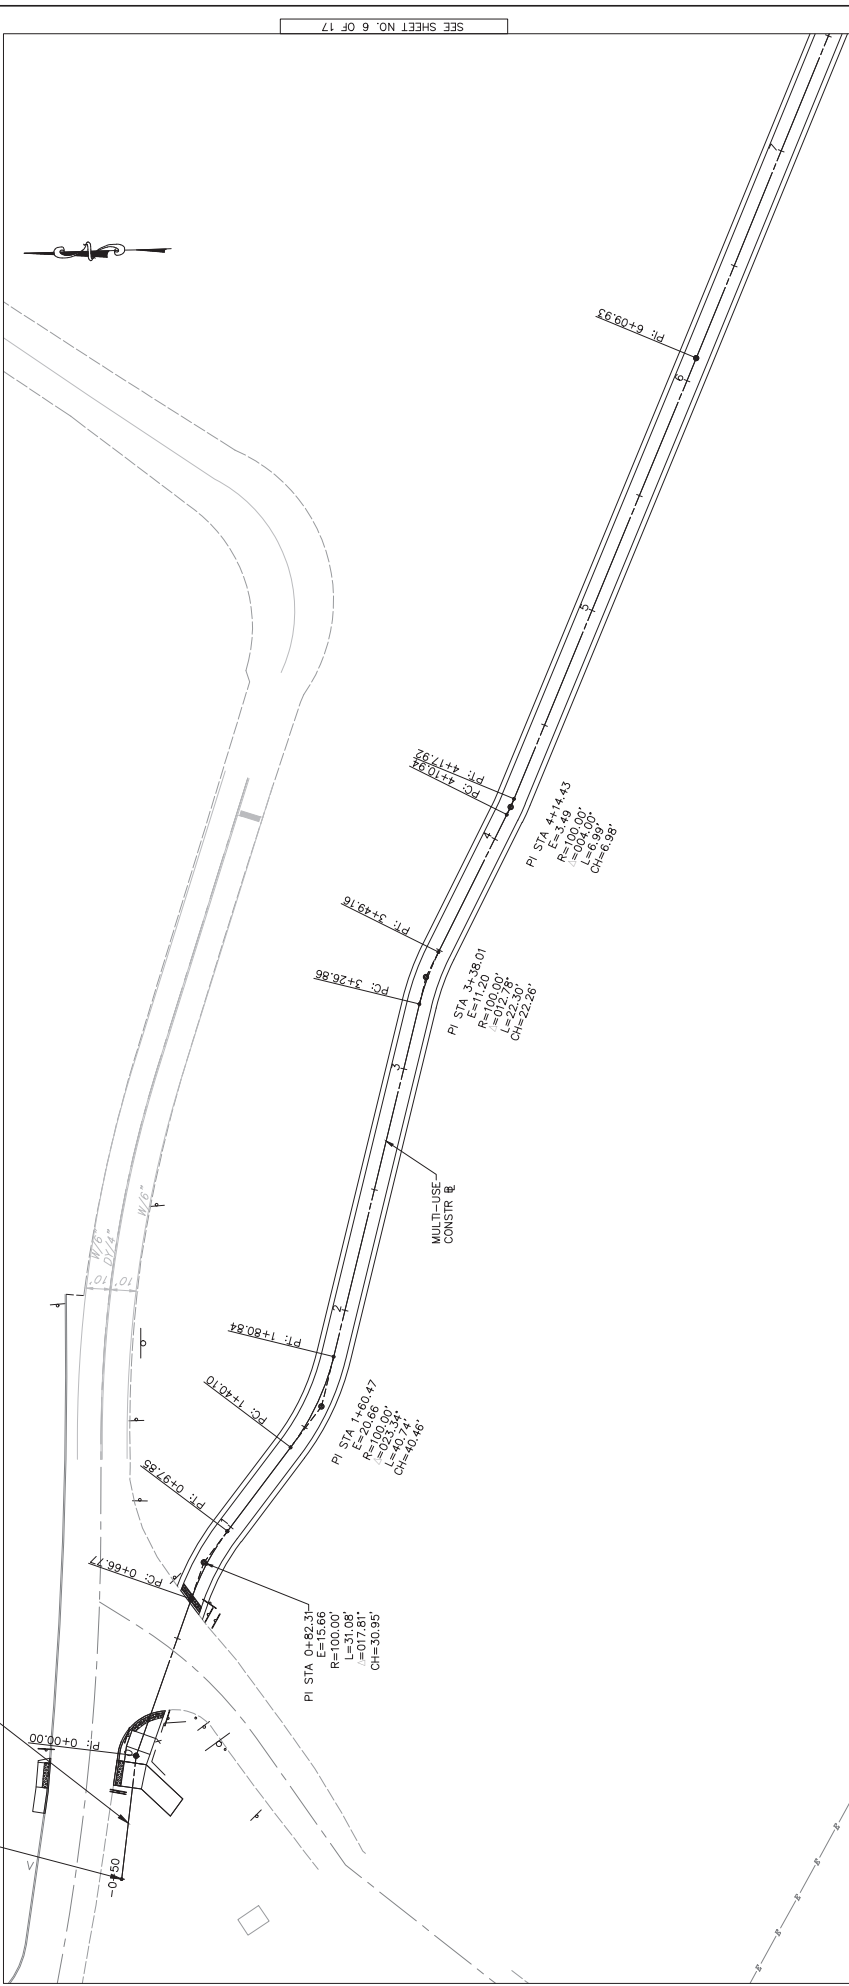 SEE SHEET NO. 6 OF 17
7
PI: 6+09.93
6
5
PT: 4+17.92
PC: 4+10.94
4
PI STA 4+14.43
E=3.49
R=100.00'
△=004.00°
L=6.99'
CH=6.98'
PT: 3+49.16
PC: 3+26.86
PI STA 3+38.01
E=11.20
R=100.00'
△=012.78°
L=22.30'
CH=22.26'
3
MULTI-USE
CONSTR ℄
W/6"
DY/4"
W/6"
10'
10'
2
PT: 1+80.84
PC: 1+40.10
PI STA 1+60.47
E=20.66
R=100.00'
△=023.34°
L=40.74'
CH=40.46'
PT: 0+97.85
1
PC: 0+66.77
PI STA 0+82.31
E=15.66
R=100.00'
L=31.08'
△=017.81°
CH=30.95'
PI: 0+00.00
0
-0+50